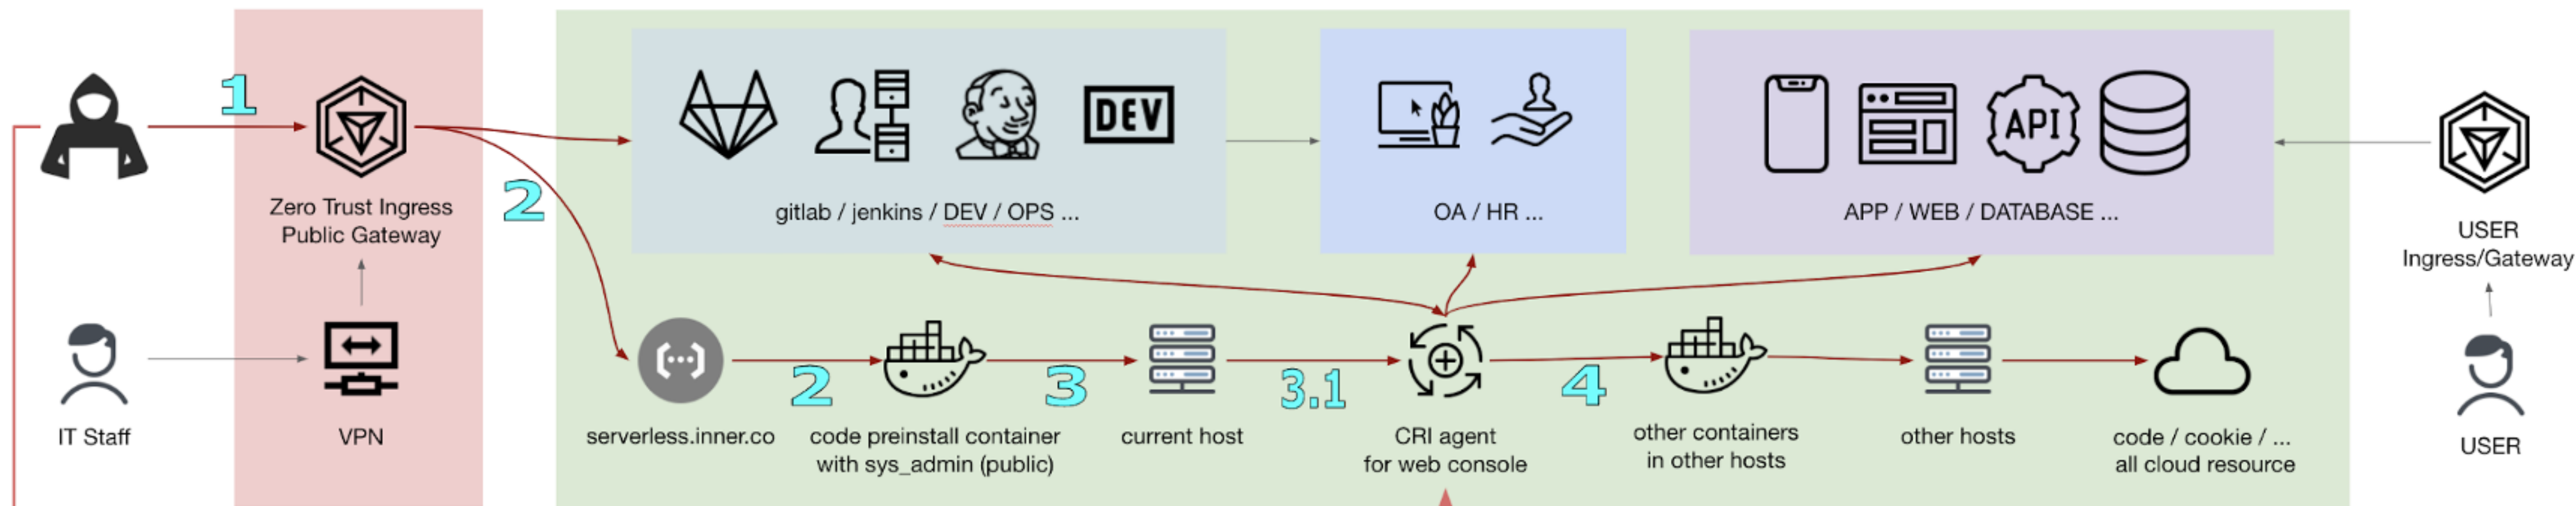 1
2
DEV
API
Zero Trust Ingress
Public Gateway
gitlab / jenkins / DEV / OPS ...
OA / HR ...
APP / WEB / DATABASE ...
USER
Ingress/Gateway
2
3
3.1
4
IT Staff
VPN
serverless.inner.co
code preinstall container
with sys_admin (public)
current host
CRI agent
for web console
other containers
in other hosts
other hosts
code / cookie / ...
all cloud resource
USER